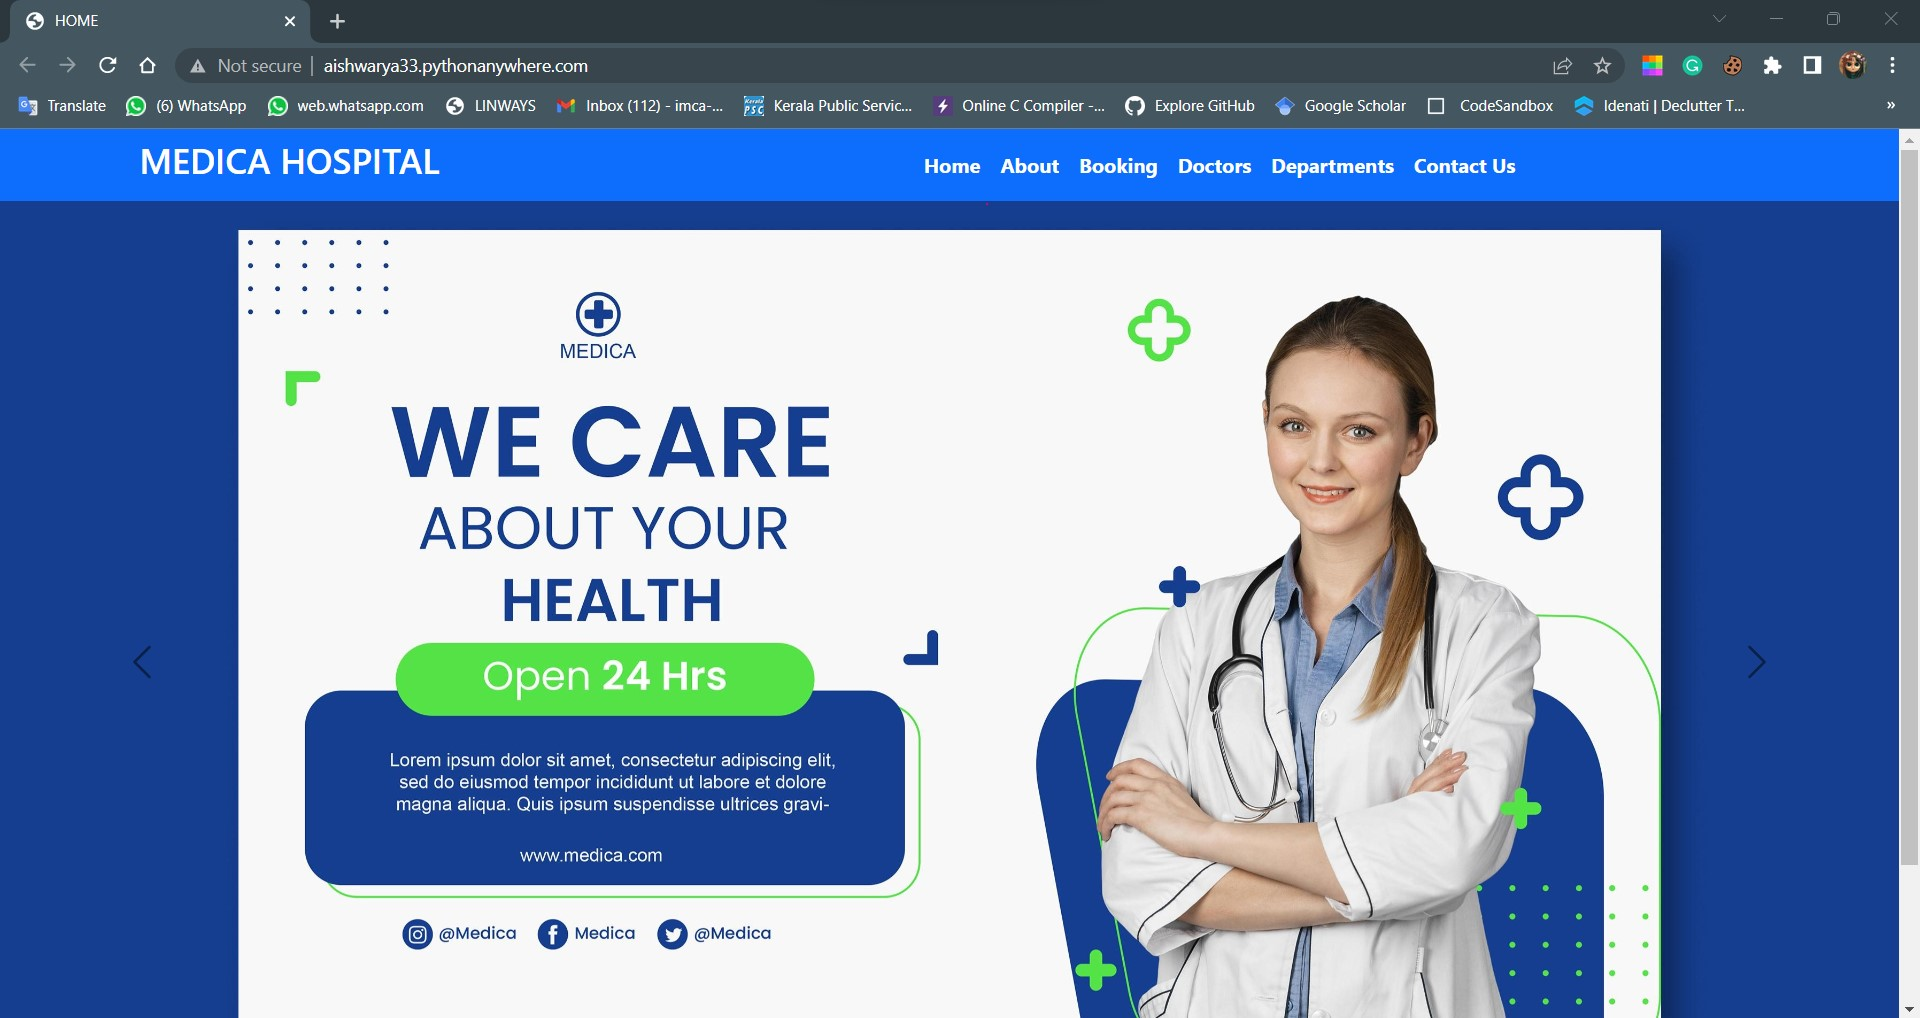 HOME
Not secure
aishwarya33.pythonanywhere.com
Translate
(6) WhatsApp
web.whatsapp.com
LINWAYS
Inbox (112) - imca-...
Kerala Public Servic...
Online C Compiler -...
Explore GitHub
Google Scholar
CodeSandbox
Idenati | Declutter T...
»
MEDICA HOSPITAL
Home
About
Booking
Doctors
Departments
Contact Us
MEDICA
WE CARE
ABOUT YOUR
HEALTH
Open 24 Hrs
Lorem ipsum dolor sit amet, consectetur adipiscing elit,
sed do eiusmod tempor incididunt ut labore et dolore
magna aliqua. Quis ipsum suspendisse ultrices gravi-
www.medica.com
@Medica
Medica
@Medica